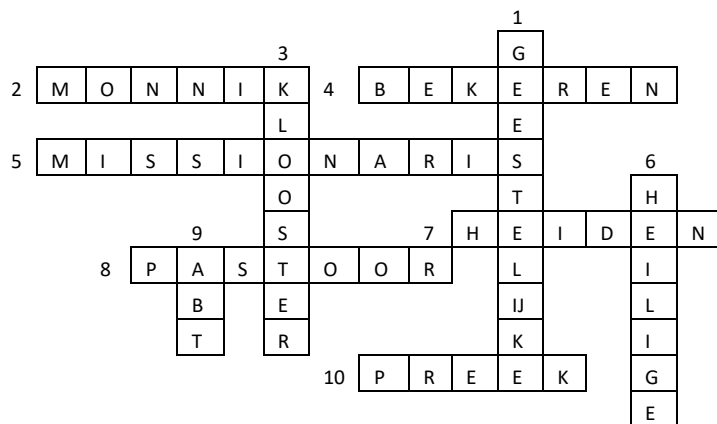 1
3 G
2 M O N N I K 4 B E K E R E N
L E
5 M I S S I O N A R I S 6
O T H
9 S 7 H E I D E N
8 P A S T O O R L I
B E IJ L
T R K I
10 P R E E K G
E